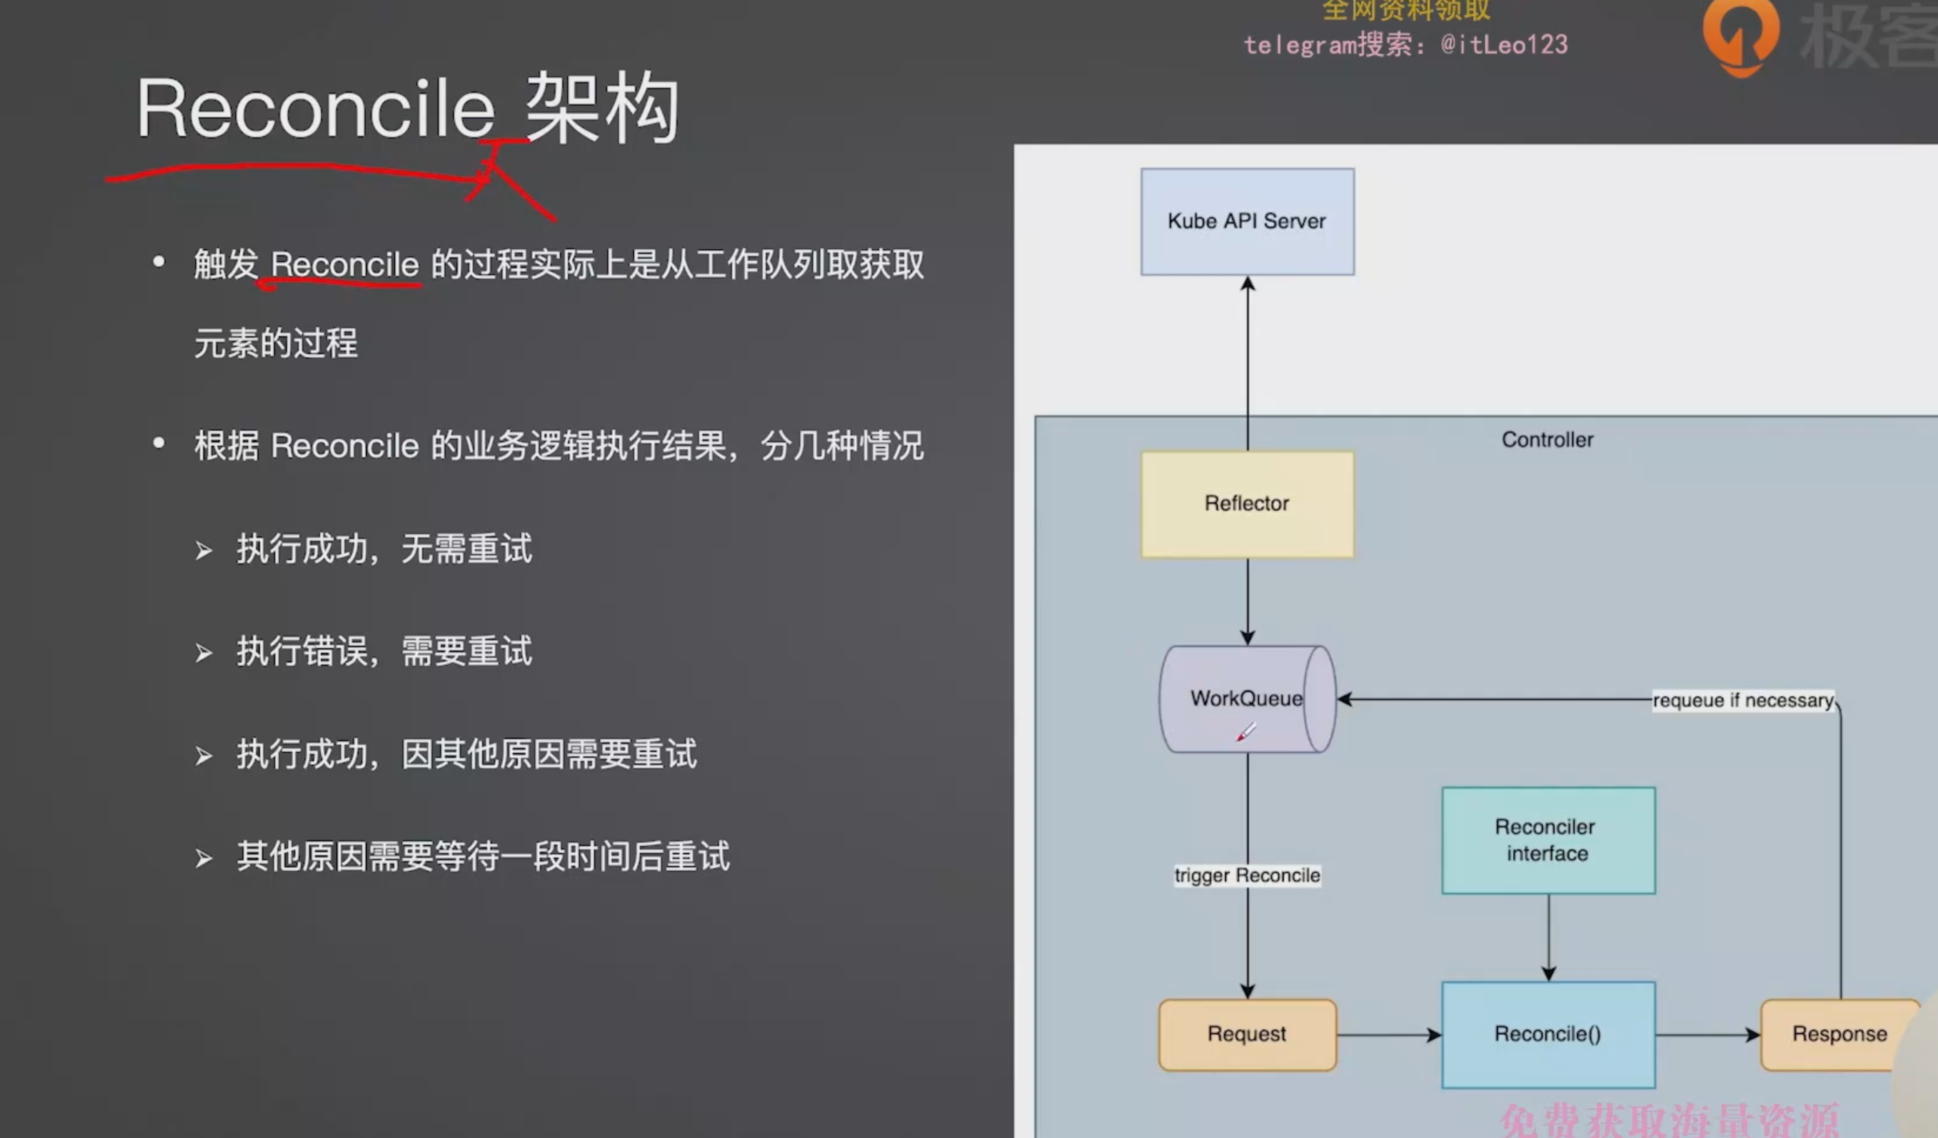 全网资料领取
telegram搜索：@itLeo123
极客
Reconcile 架构
• 触发 Reconcile 的过程实际上是从工作队列取获取
元素的过程
• 根据 Reconcile 的业务逻辑执行结果，分几种情况
➢ 执行成功，无需重试
➢ 执行错误，需要重试
➢ 执行成功，因其他原因需要重试
➢ 其他原因需要等待一段时间后重试
Kube API Server
Controller
Reflector
WorkQueue
requeue if necessary
Reconciler
interface
trigger Reconcile
Request
Reconcile()
Response
免费获取海量资源